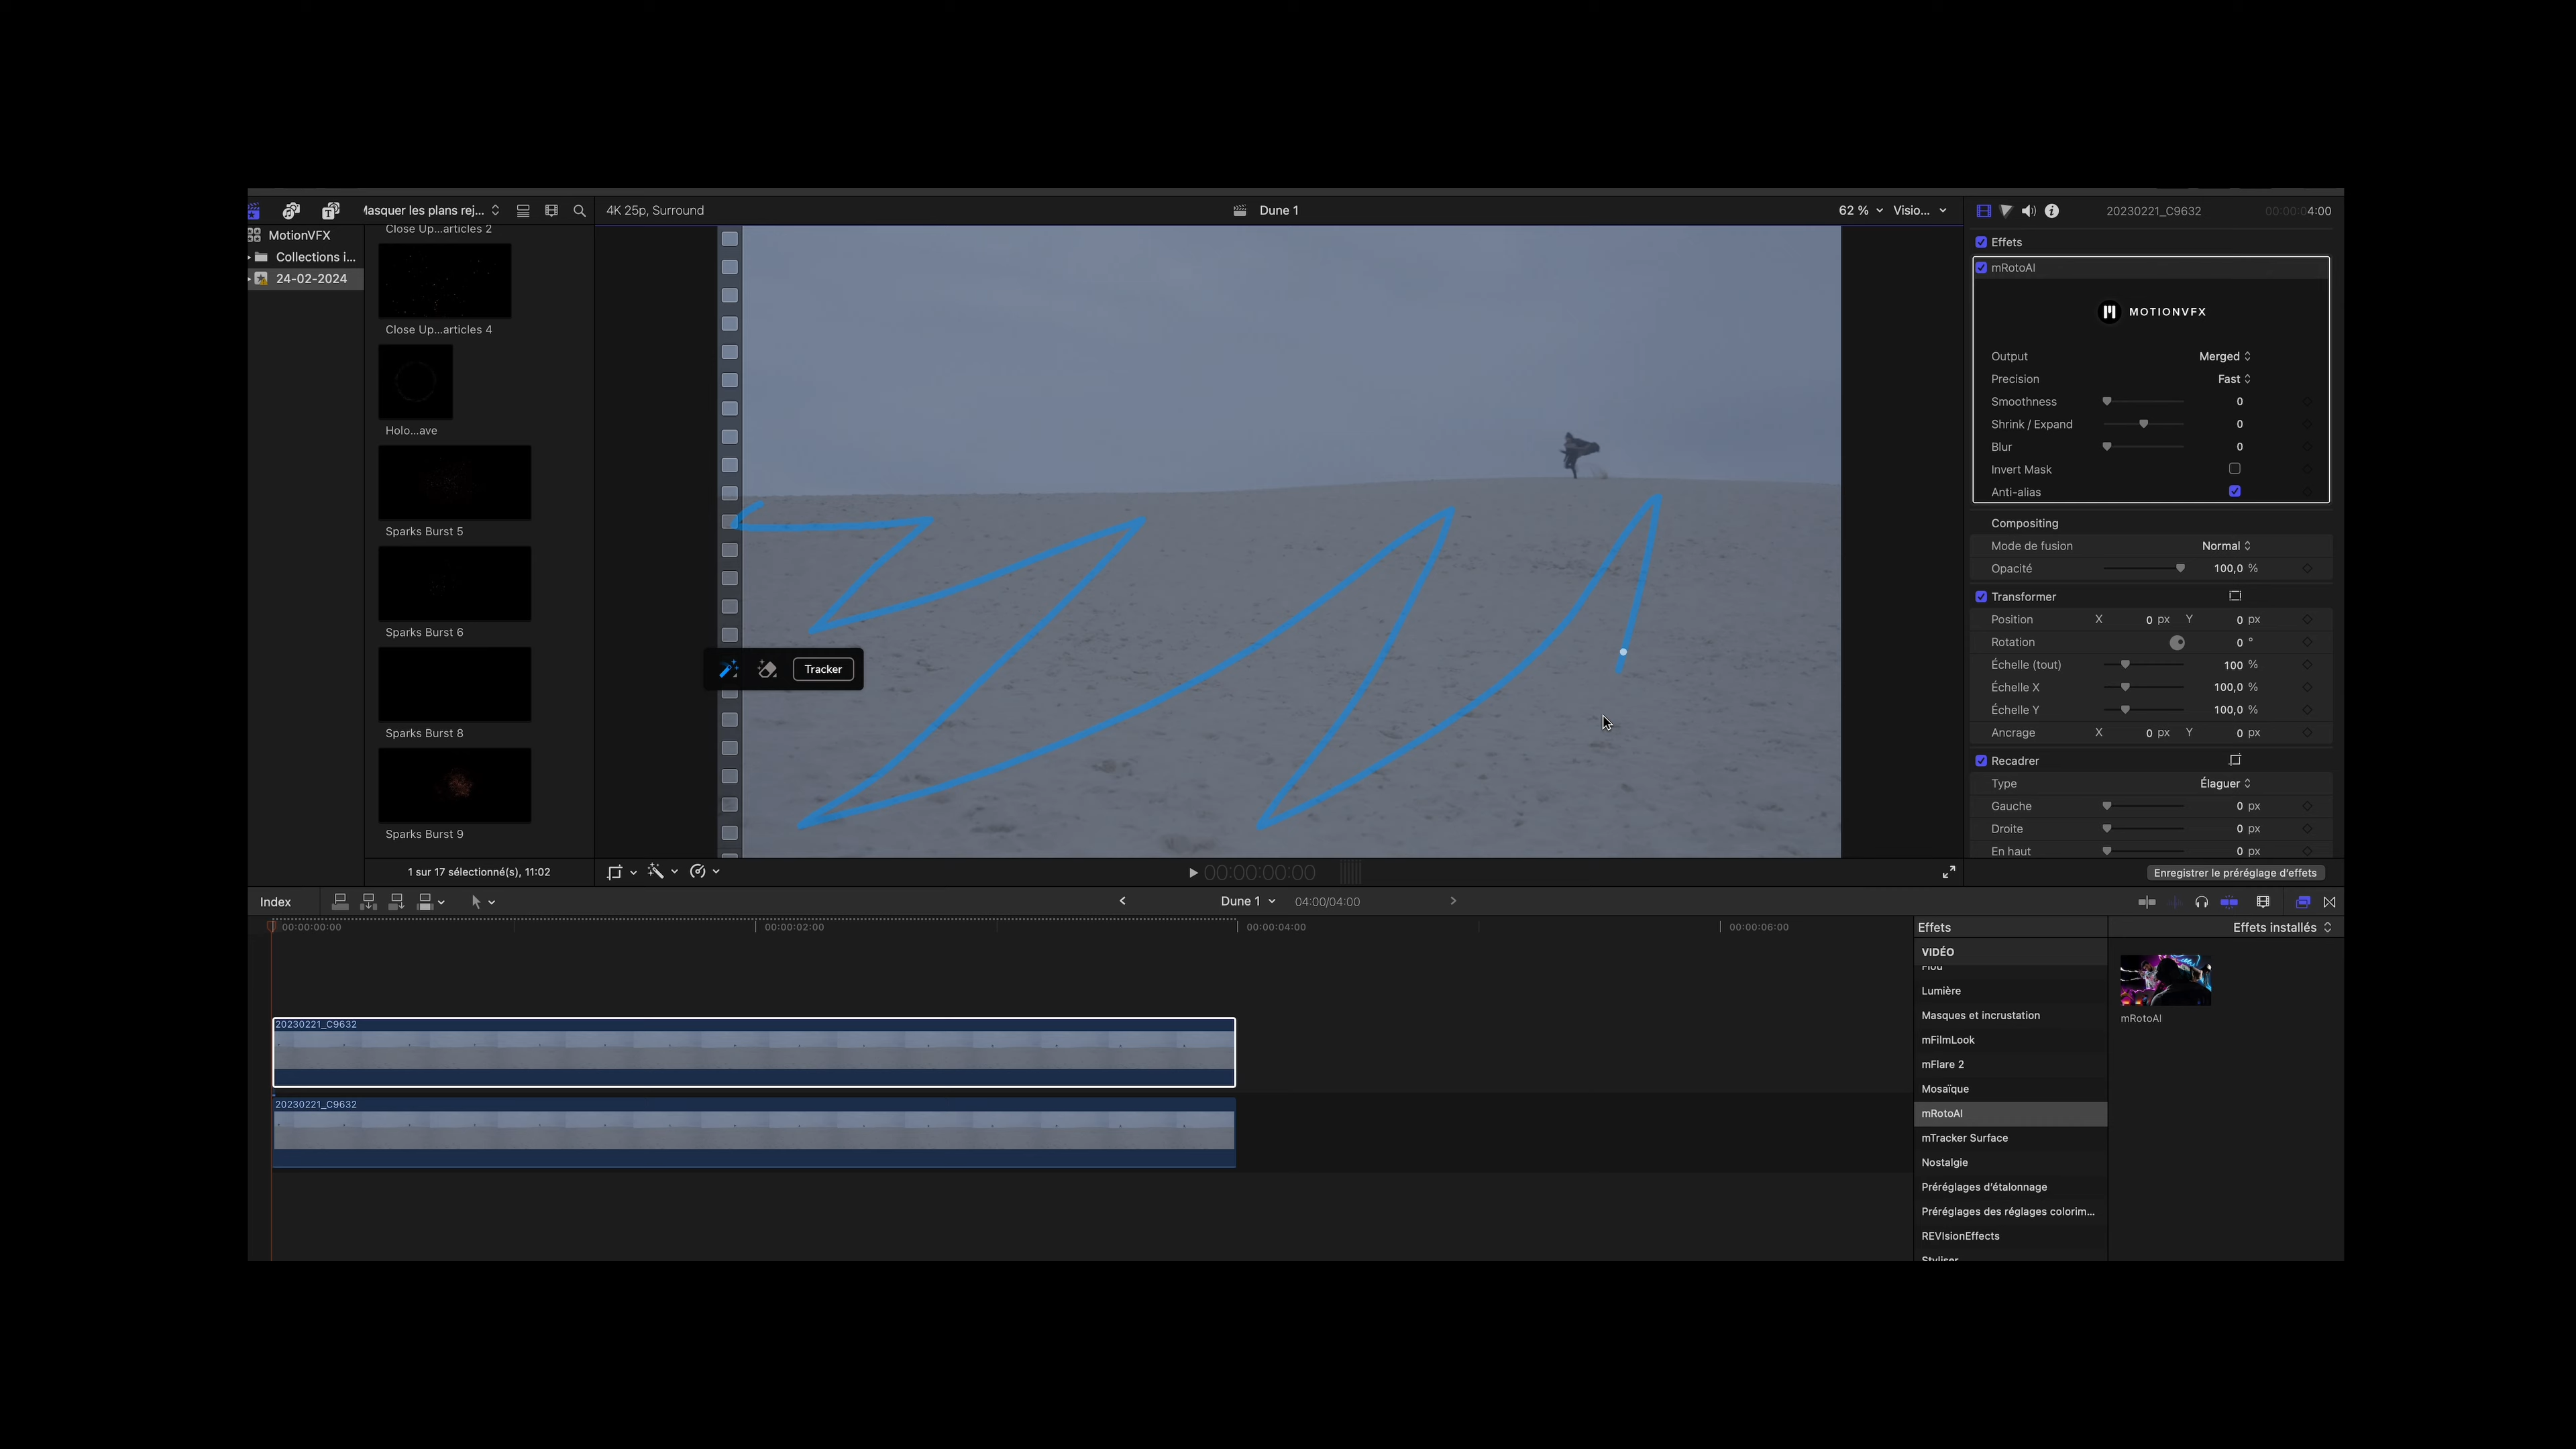 Masquer les plans rej...
4K 25p, Surround
Dune 1
62 %
Visio...
20230221_C9632
00:00:04:00
MotionVFX
Collections i...
24-02-2024
Close Up...articles 2
Close Up...articles 4
Holo...ave
Sparks Burst 5
Sparks Burst 6
Sparks Burst 8
Sparks Burst 9
1 sur 17 sélectionné(s), 11:02
Tracker
00:00:00:00
Effets
mRotoAI
MOTIONVFX
Output Merged
Precision Fast
Smoothness 0
Shrink / Expand 0
Blur 0
Invert Mask
Anti-alias
Compositing
Mode de fusion Normal
Opacité 100,0 %
Transformer
Position X 0 px Y 0 px
Rotation 0 °
Échelle (tout) 100 %
Échelle X 100,0 %
Échelle Y 100,0 %
Ancrage X 0 px Y 0 px
Recadrer
Type Élaguer
Gauche 0 px
Droite 0 px
En haut 0 px
Enregistrer le préréglage d'effets
Index
Dune 1
04:00/04:00
00:00:00:00
00:00:02:00
00:00:04:00
00:00:06:00
20230221_C9632
20230221_C9632
Effets
Effets installés
VIDÉO
Flou
Lumière
Masques et incrustation
mFilmLook
mFlare 2
Mosaïque
mRotoAI
mTracker Surface
Nostalgie
Préréglages d'étalonnage
Préréglages des réglages colorim...
REVIsionEffects
Styliser
mRotoAI